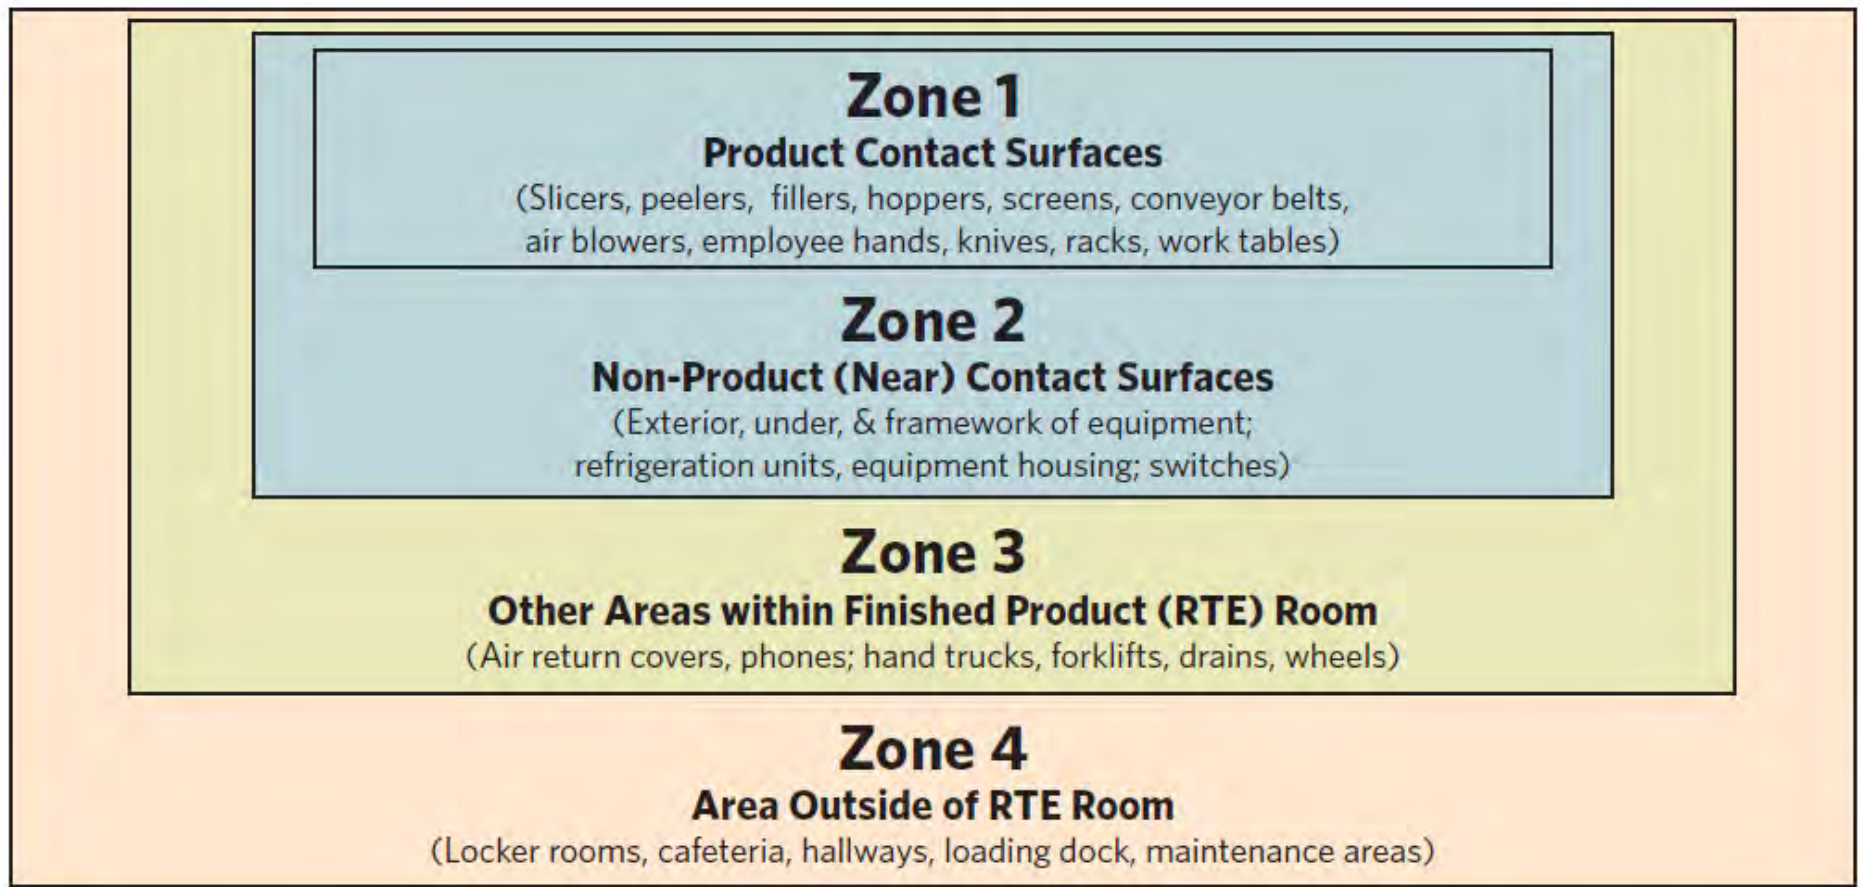 Zone 1
Product Contact Surfaces
(Slicers, peelers, fillers, hoppers, screens, conveyor belts,
air blowers, employee hands, knives, racks, work tables)
Zone 2
Non-Product (Near) Contact Surfaces
(Exterior, under, & framework of equipment;
refrigeration units, equipment housing; switches)
Zone 3
Other Areas within Finished Product (RTE) Room
(Air return covers, phones; hand trucks, forklifts, drains, wheels)
Zone 4
Area Outside of RTE Room
(Locker rooms, cafeteria, hallways, loading dock, maintenance areas)